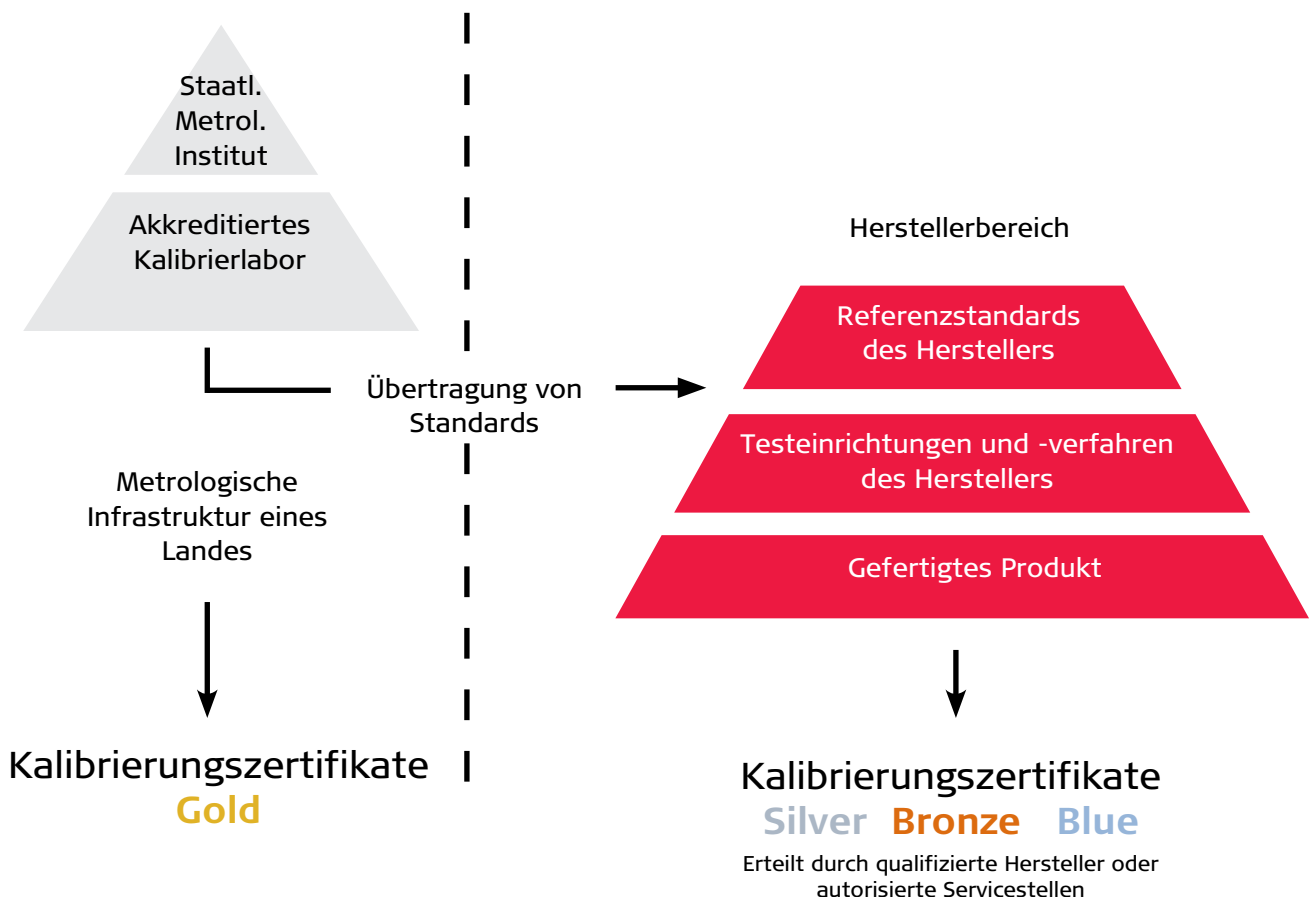 Staatl.
Metrol.
Institut
Akkreditiertes
Kalibrierlabor
Übertragung von
Standards
Metrologische
Infrastruktur eines
Landes
Kalibrierungszertifikate
Gold
Herstellerbereich
Referenzstandards
des Herstellers
Testeinrichtungen und -verfahren
des Herstellers
Gefertigtes Produkt
Kalibrierungszertifikate
Silver Bronze Blue
Erteilt durch qualifizierte Hersteller oder
autorisierte Servicestellen